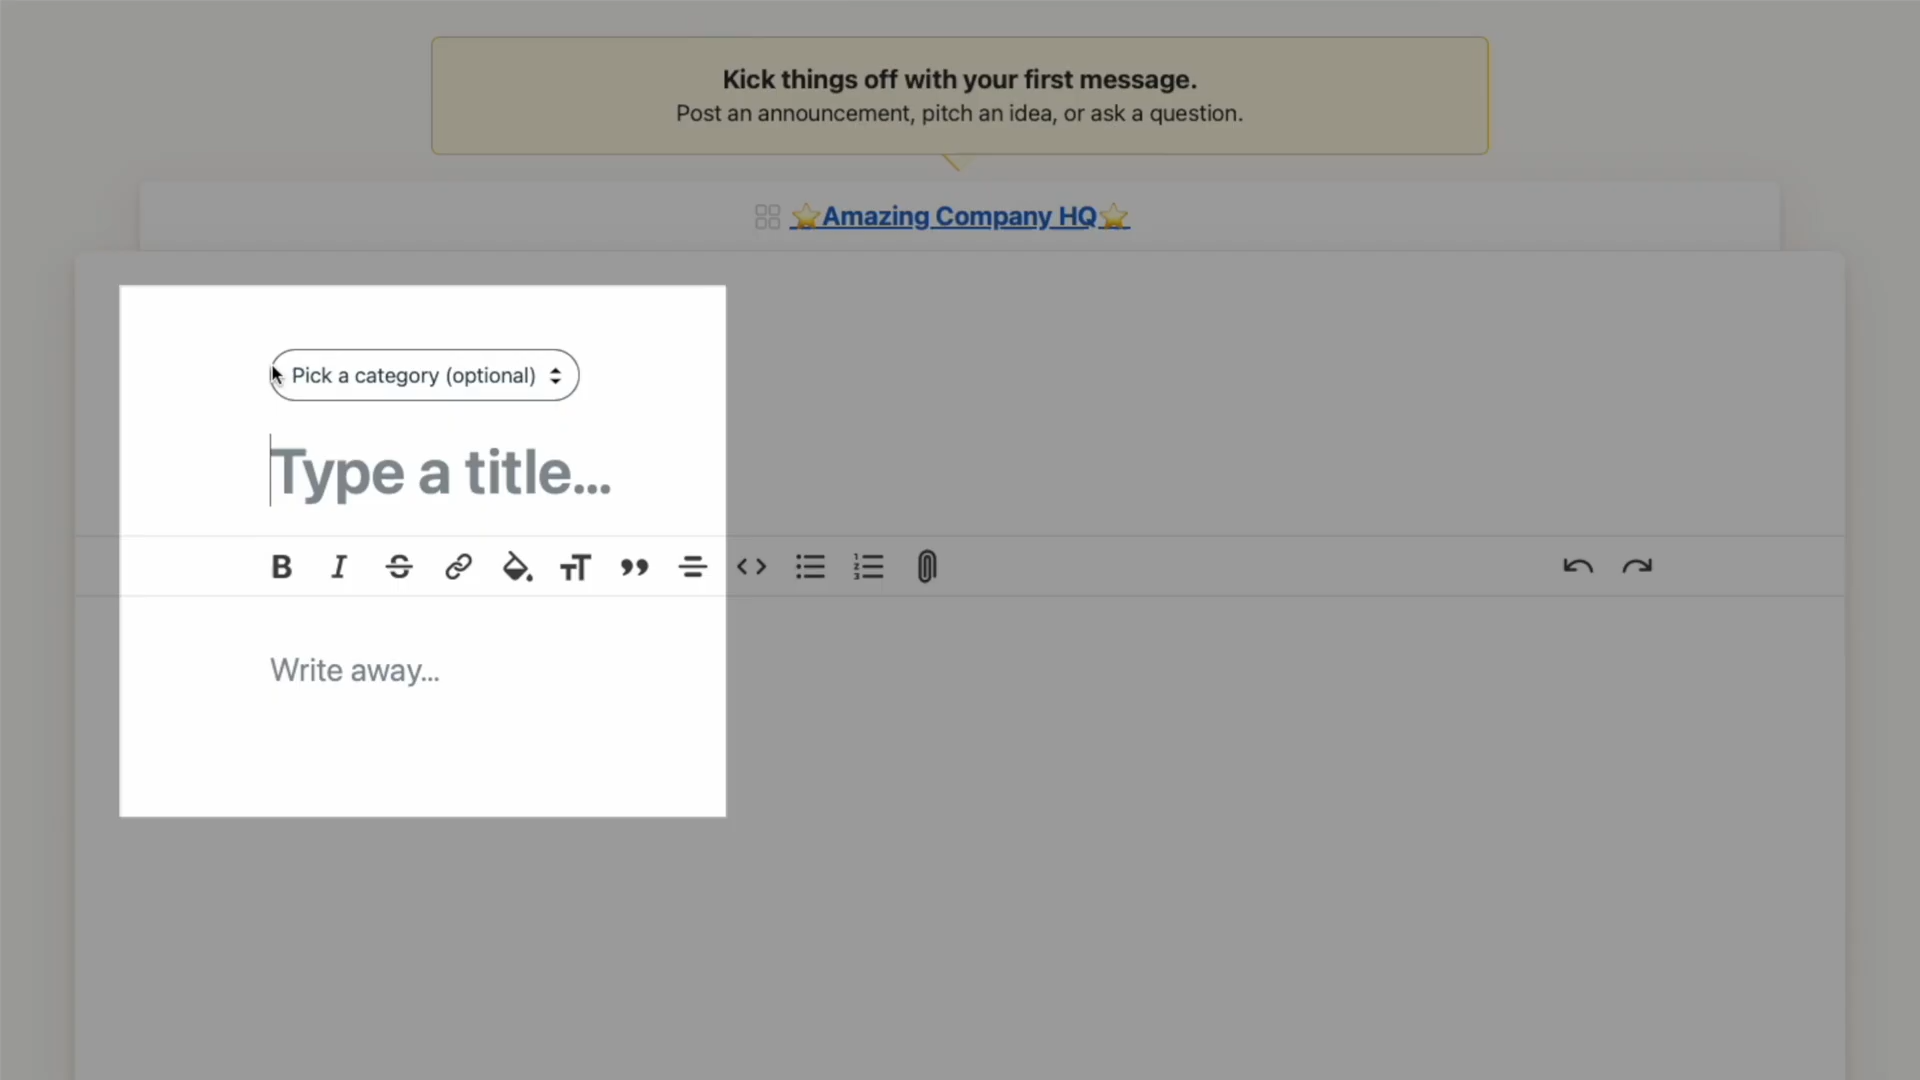 Kick things off with your first message.
Post an announcement, pitch an idea, or ask a question.
⭐Amazing Company HQ⭐
Pick a category (optional)
Type a title...
Write away...